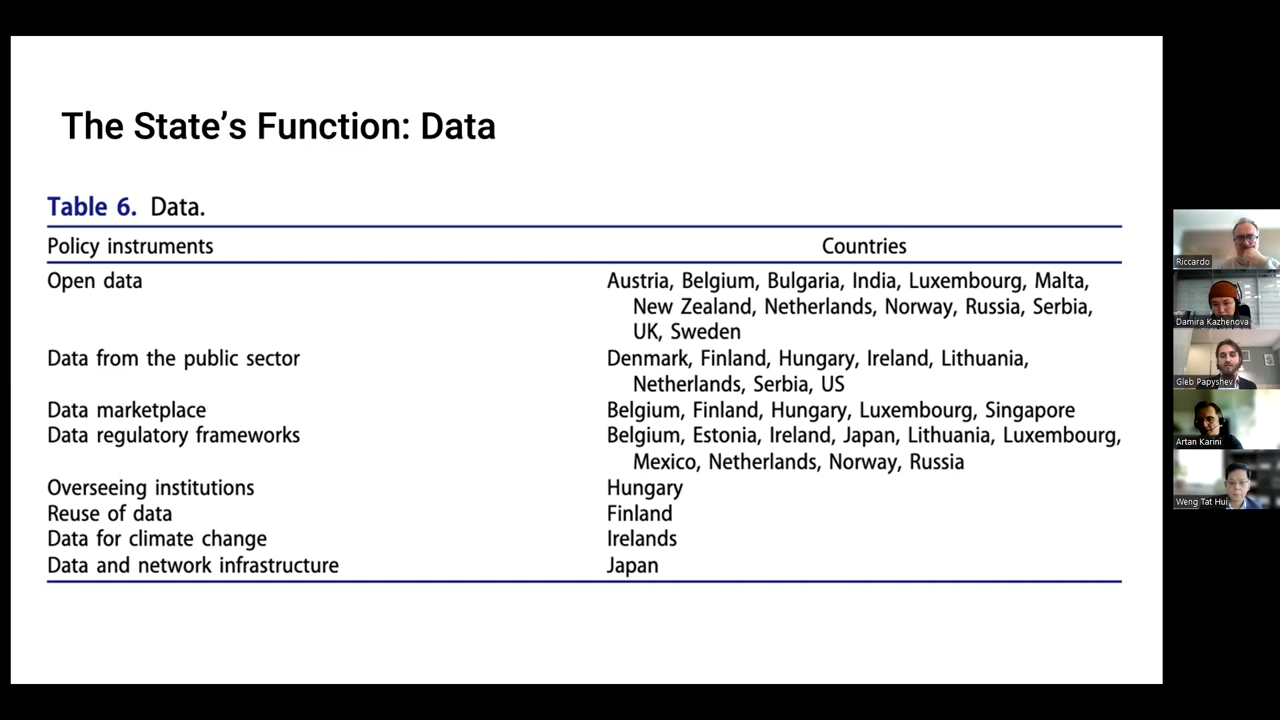 The State’s Function: Data
Table 6. Data.
Policy instruments Countries
Open data Austria, Belgium, Bulgaria, India, Luxembourg, Malta,
New Zealand, Netherlands, Norway, Russia, Serbia,
UK, Sweden
Data from the public sector Denmark, Finland, Hungary, Ireland, Lithuania,
Netherlands, Serbia, US
Data marketplace Belgium, Finland, Hungary, Luxembourg, Singapore
Data regulatory frameworks Belgium, Estonia, Ireland, Japan, Lithuania, Luxembourg,
Mexico, Netherlands, Norway, Russia
Overseeing institutions Hungary
Reuse of data Finland
Data for climate change Irelands
Data and network infrastructure Japan
Riccardo
Damira Kazhenova
Gleb Papyshev
Artan Karini
Weng Tat Hui